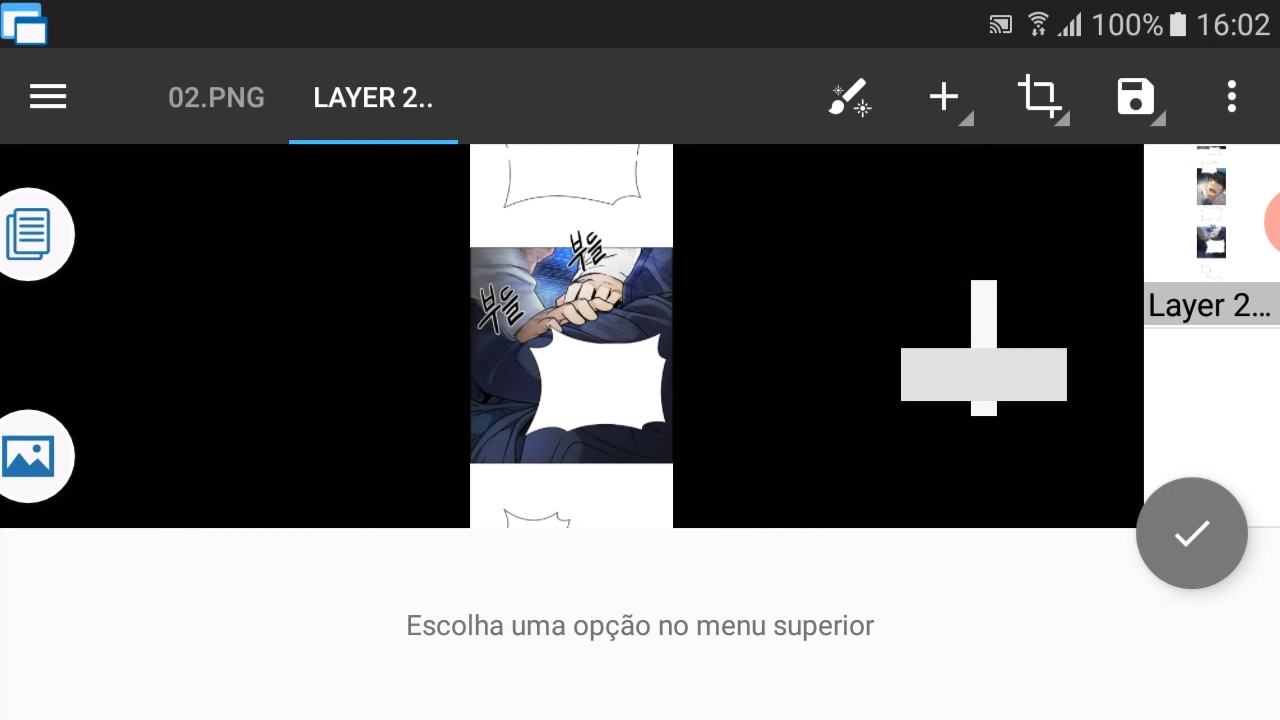 100% 16:02
02.PNG LAYER 2..
부들
부들
Layer 2...
Escolha uma opção no menu superior